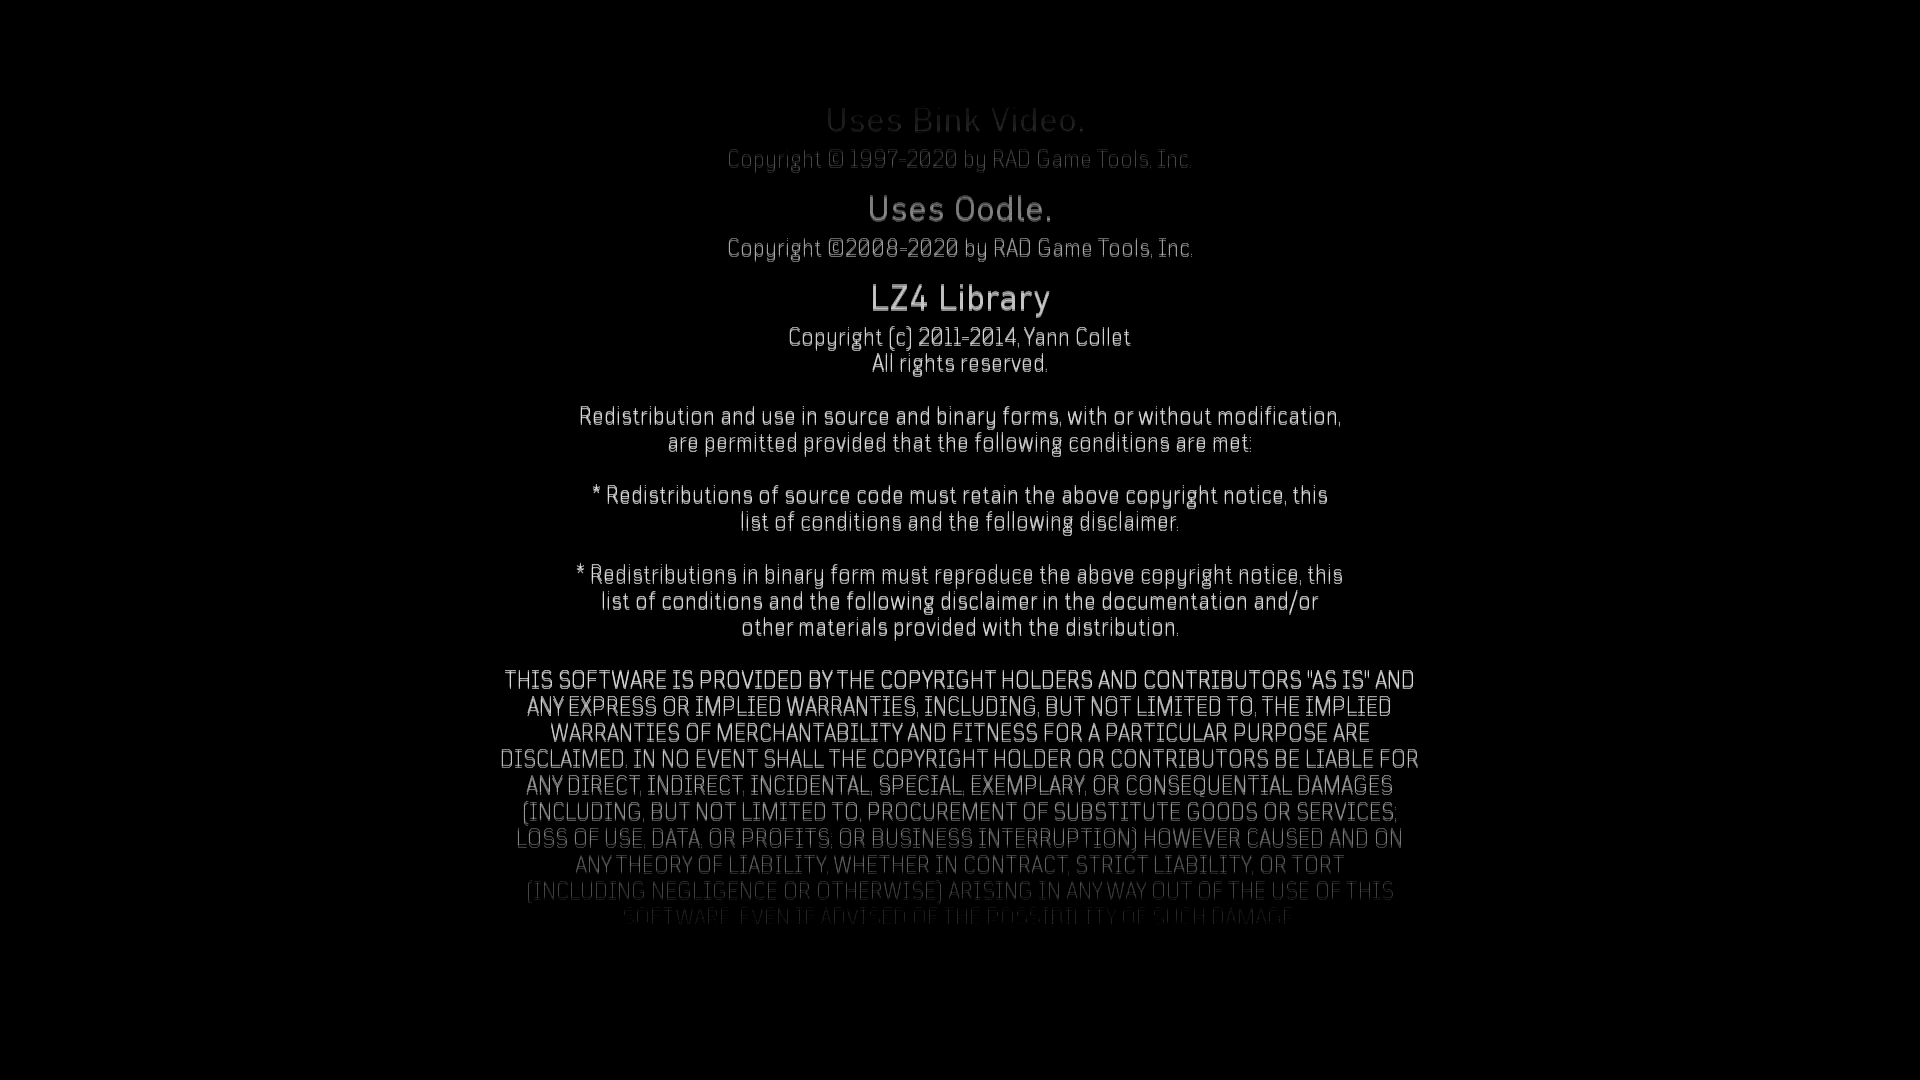 Uses Bink Video.
Copyright © 1997-2020 by RAD Game Tools, Inc.
Uses Oodle.
Copyright ©2008-2020 by RAD Game Tools, Inc.
LZ4 Library
Copyright (c) 2011-2014, Yann Collet
All rights reserved.
Redistribution and use in source and binary forms, with or without modification,
are permitted provided that the following conditions are met:
* Redistributions of source code must retain the above copyright notice, this
list of conditions and the following disclaimer.
* Redistributions in binary form must reproduce the above copyright notice, this
list of conditions and the following disclaimer in the documentation and/or
other materials provided with the distribution.
THIS SOFTWARE IS PROVIDED BY THE COPYRIGHT HOLDERS AND CONTRIBUTORS "AS IS" AND
ANY EXPRESS OR IMPLIED WARRANTIES, INCLUDING, BUT NOT LIMITED TO, THE IMPLIED
WARRANTIES OF MERCHANTABILITY AND FITNESS FOR A PARTICULAR PURPOSE ARE
DISCLAIMED. IN NO EVENT SHALL THE COPYRIGHT HOLDER OR CONTRIBUTORS BE LIABLE FOR
ANY DIRECT, INDIRECT, INCIDENTAL, SPECIAL, EXEMPLARY, OR CONSEQUENTIAL DAMAGES
(INCLUDING, BUT NOT LIMITED TO, PROCUREMENT OF SUBSTITUTE GOODS OR SERVICES;
LOSS OF USE, DATA, OR PROFITS; OR BUSINESS INTERRUPTION) HOWEVER CAUSED AND ON
ANY THEORY OF LIABILITY, WHETHER IN CONTRACT, STRICT LIABILITY, OR TORT
(INCLUDING NEGLIGENCE OR OTHERWISE) ARISING IN ANY WAY OUT OF THE USE OF THIS
SOFTWARE, EVEN IF ADVISED OF THE POSSIBILITY OF SUCH DAMAGE